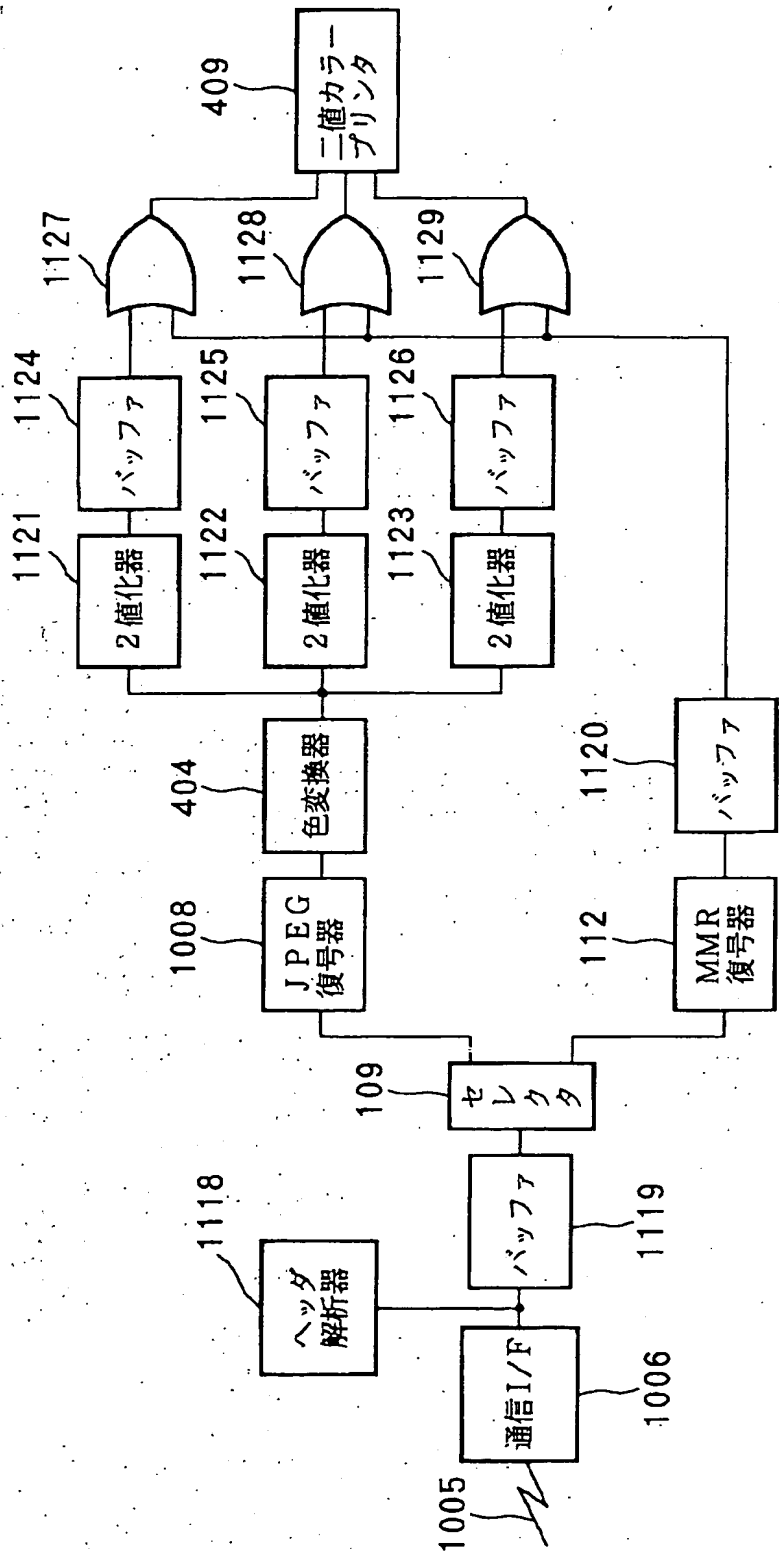 1005
通信I/F
1006
ヘッダ
解析器
1118
バッファ
1119
セレクタ
109
JPEG
復号器
1008
色変換器
404
MMR
復号器
112
バッファ
1120
2値化器
1121
2値化器
1122
2値化器
1123
バッファ
1124
バッファ
1125
バッファ
1126
1127
1128
1129
二値カラー
プリンタ
409